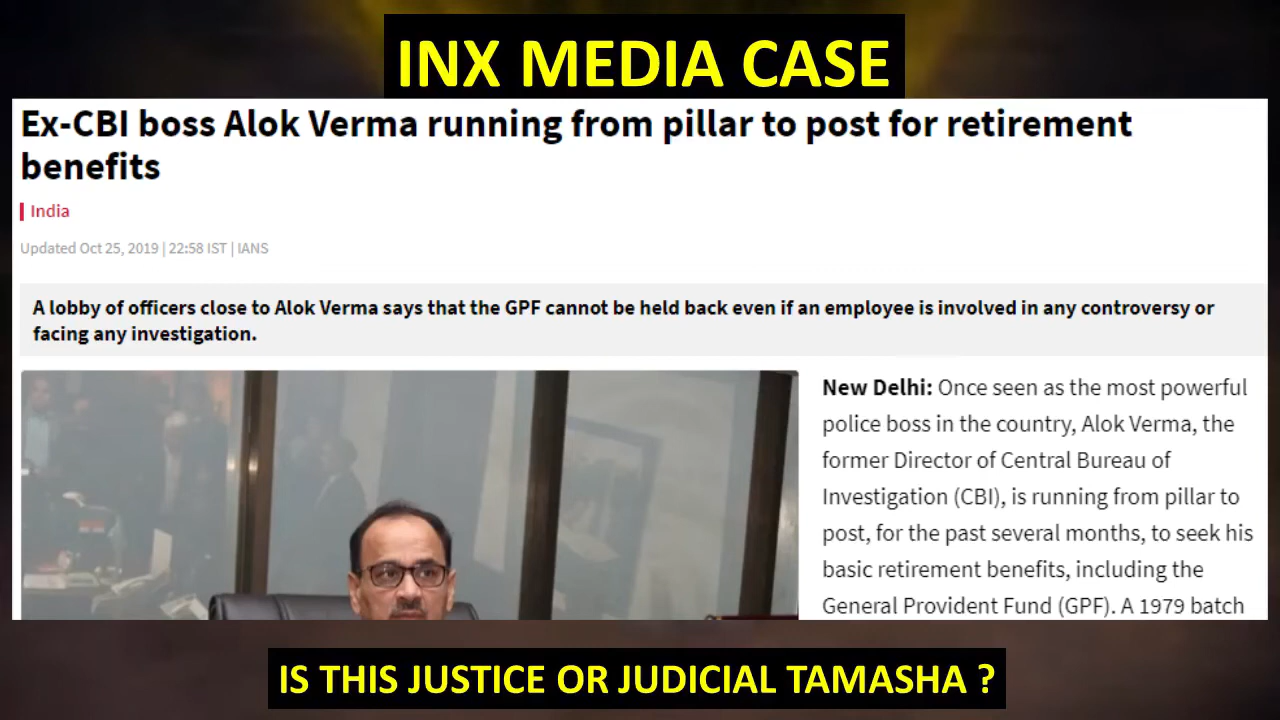 INX MEDIA CASE
Ex-CBI boss Alok Verma running from pillar to post for retirement
benefits
India
Updated Oct 25, 2019 | 22:58 IST | IANS
A lobby of officers close to Alok Verma says that the GPF cannot be held back even if an employee is involved in any controversy or
facing any investigation.
New Delhi: Once seen as the most powerful
police boss in the country, Alok Verma, the
former Director of Central Bureau of
Investigation (CBI), is running from pillar to
post, for the past several months, to seek his
basic retirement benefits, including the
General Provident Fund (GPF). A 1979 batch
IS THIS JUSTICE OR JUDICIAL TAMASHA ?